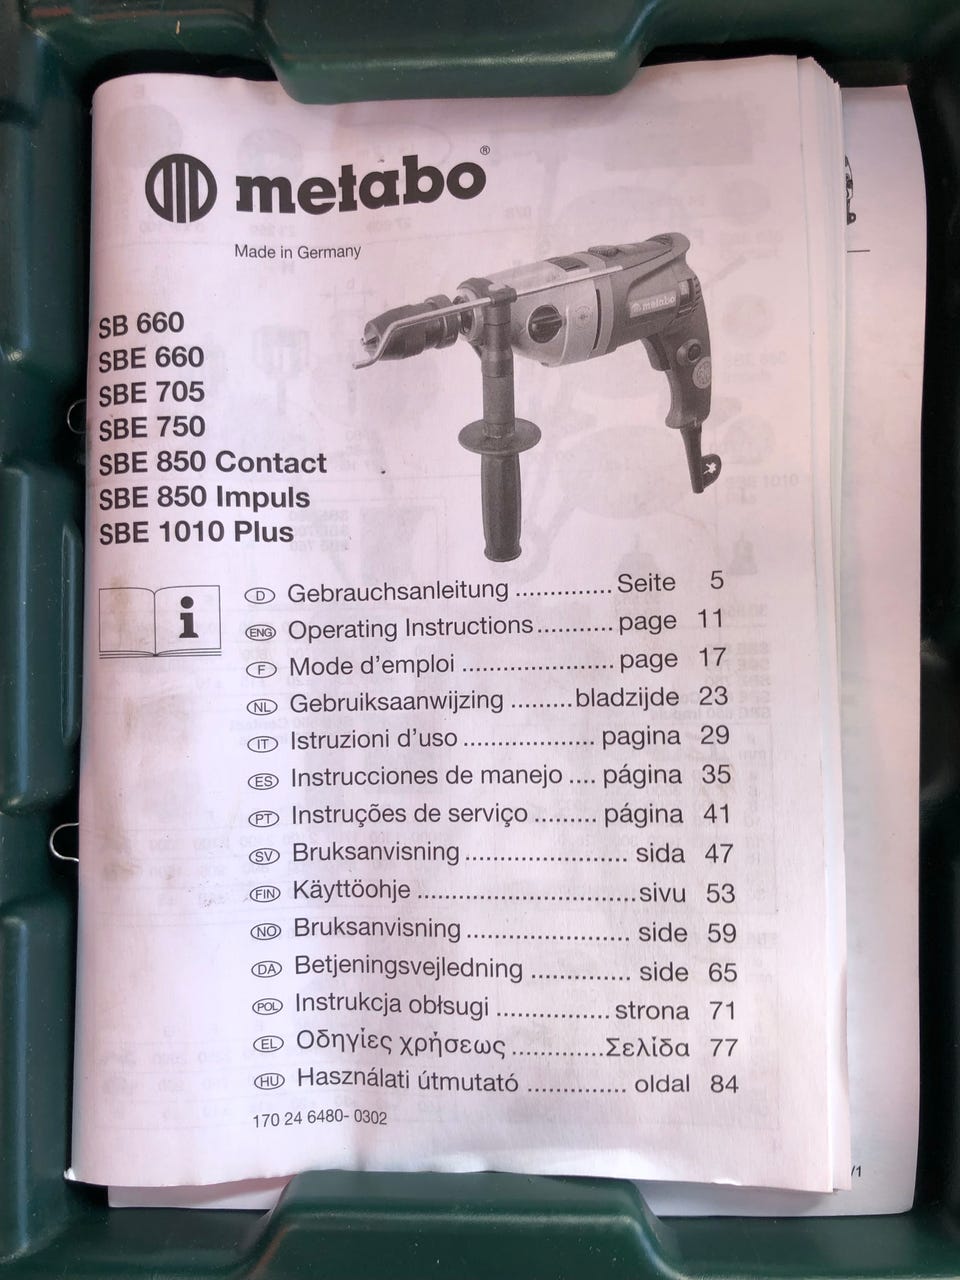 metabo®
Made in Germany
metabo
SB 660
SBE 660
SBE 705
SBE 750
SBE 850 Contact
SBE 850 Impuls
SBE 1010 Plus
D Gebrauchsanleitung .............. Seite 5
ENG Operating Instructions ........... page 11
F Mode d'emploi ...................... page 17
NL Gebruiksaanwijzing ......... bladzijde 23
IT Istruzioni d'uso ................... pagina 29
ES Instrucciones de manejo .... página 35
PT Instruções de serviço ......... página 41
SV Bruksanvisning ....................... sida 47
FIN Käyttöohje ................................ sivu 53
NO Bruksanvisning ....................... side 59
DA Betjeningsvejledning .............. side 65
POL Instrukcja obłsugi ................ strona 71
EL Οδηγίες χρήσεως ............. Σελίδα 77
HU Használati útmutató .............. oldal 84
170 24 6480- 0302
/1